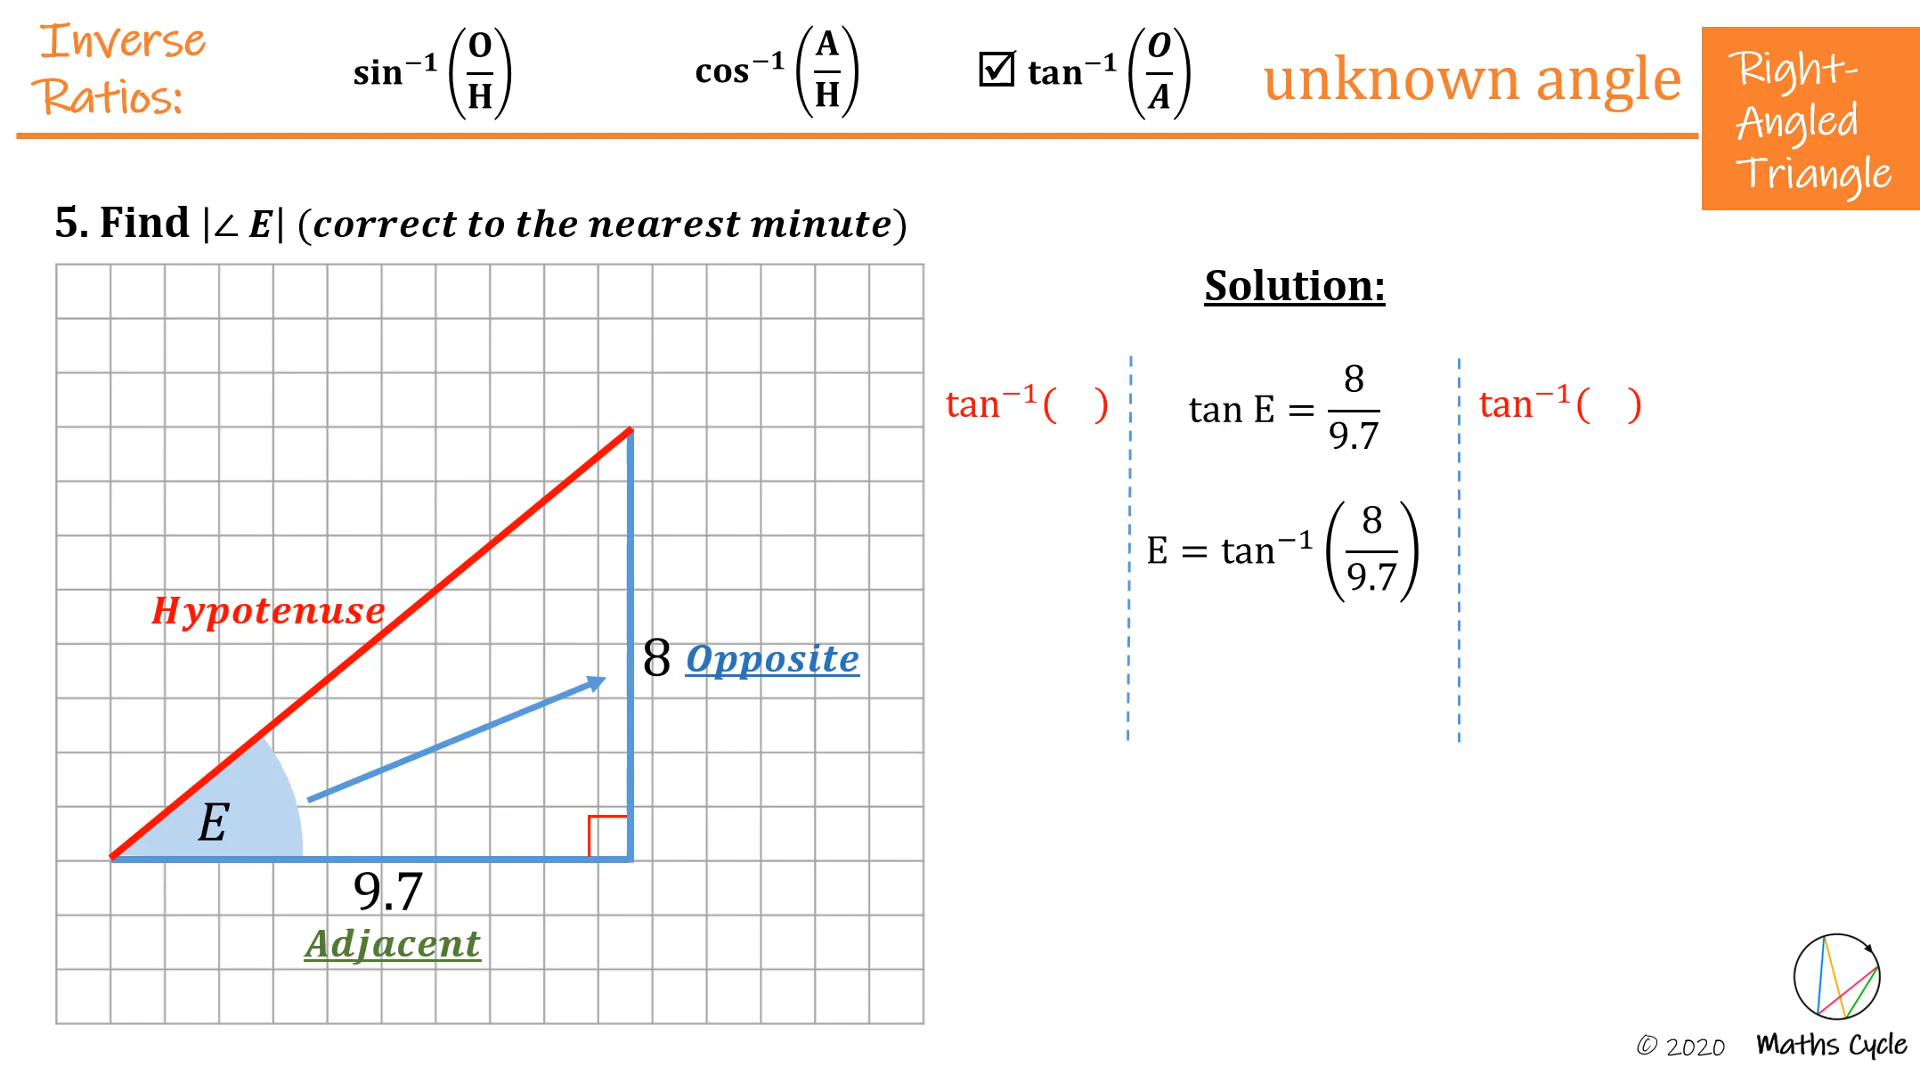 Inverse
Ratios:
sin⁻¹(O/H)
cos⁻¹(A/H)
☑ tan⁻¹(O/A)
unknown angle
Right-
Angled
Triangle
5. Find |∠ E| (correct to the nearest minute)
Hypotenuse
8 Opposite
E
9.7
Adjacent
Solution:
tan⁻¹( ) tan E = 8/9.7 tan⁻¹( )
E = tan⁻¹(8/9.7)
© 2020 Maths Cycle